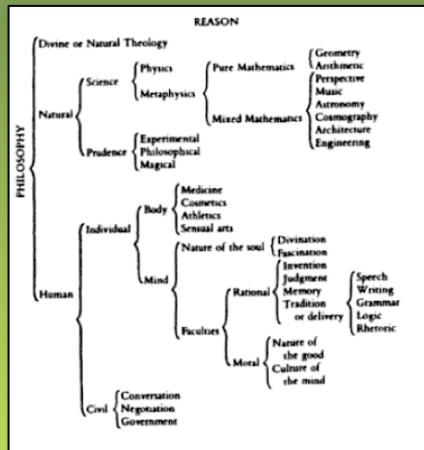 REASON
Divine or Natural Theology
PHILOSOPHY
Natural
Science
Physics
Metaphysics
Pure Mathematics
Geometry
Arithmetic
Mixed Mathematics
Perspective
Music
Astronomy
Cosmography
Architecture
Engineering
Prudence
Experimental
Philosophical
Magical
Human
Individual
Body
Medicine
Cosmetics
Athletics
Sensual arts
Mind
Nature of the soul
Divination
Fascination
Faculties
Rational
Invention
Judgment
Memory
Tradition
or delivery
Speech
Writing
Grammar
Logic
Rhetoric
Moral
Nature of
the good
Culture of
the mind
Civil
Conversation
Negotiation
Government